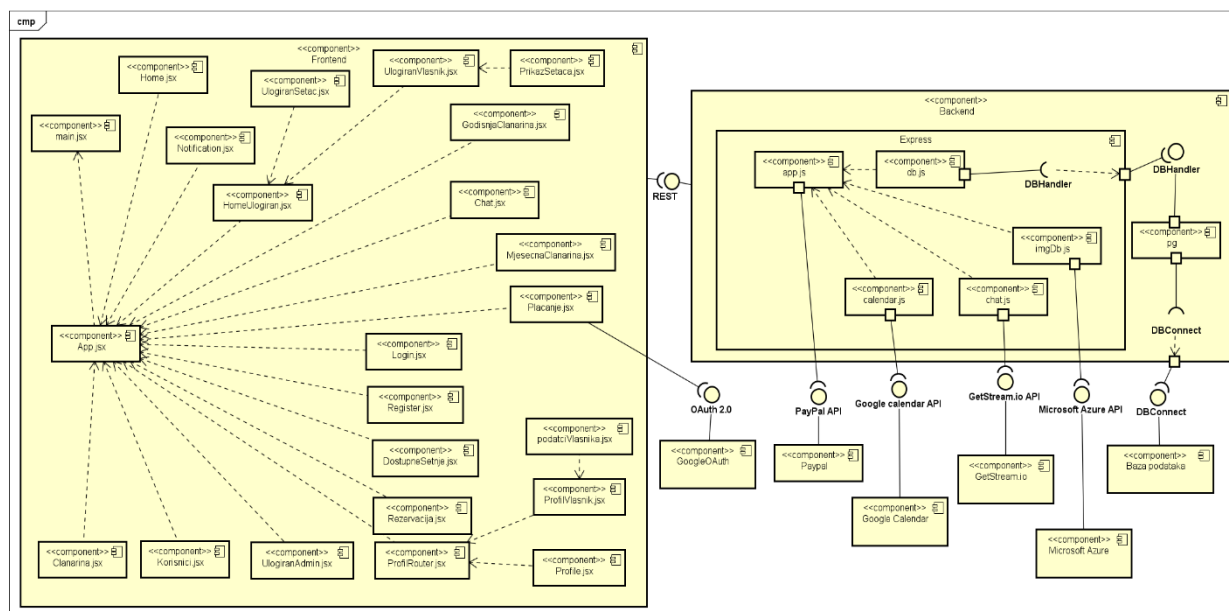 cmp
<<component>>
Frontend
<<component>>
Home.jsx
<<component>>
UlogiranSetac.jsx
<<component>>
UlogiranVlasnik.jsx
<<component>>
PrikazSetaca.jsx
<<component>>
main.jsx
<<component>>
Notification.jsx
<<component>>
GodisnjaClanarina.jsx
<<component>>
HomeUlogiran.jsx
<<component>>
Chat.jsx
<<component>>
MjesecnaClanarina.jsx
<<component>>
Placanje.jsx
<<component>>
App.jsx
<<component>>
Login.jsx
<<component>>
Register.jsx
<<component>>
DostupneSetnje.jsx
<<component>>
podatciVlasnika.jsx
<<component>>
Rezervacija.jsx
<<component>>
ProfilVlasnik.jsx
<<component>>
Clanarina.jsx
<<component>>
Korisnici.jsx
<<component>>
UlogiranAdmin.jsx
<<component>>
ProfilRouter.jsx
<<component>>
Profile.jsx
REST
<<component>>
Backend
Express
<<component>>
app.js
<<component>>
db.js
DBHandler
DBHandler
<<component>>
imgDb.js
<<component>>
pg
<<component>>
calendar.js
<<component>>
chat.js
DBConnect
OAuth 2.0
PayPal API
Google calendar API
GetStream.io API
Microsoft Azure API
DBConnect
<<component>>
GoogleOAuth
<<component>>
Paypal
<<component>>
Google Calendar
<<component>>
GetStream.io
<<component>>
Microsoft Azure
<<component>>
Baza podataka